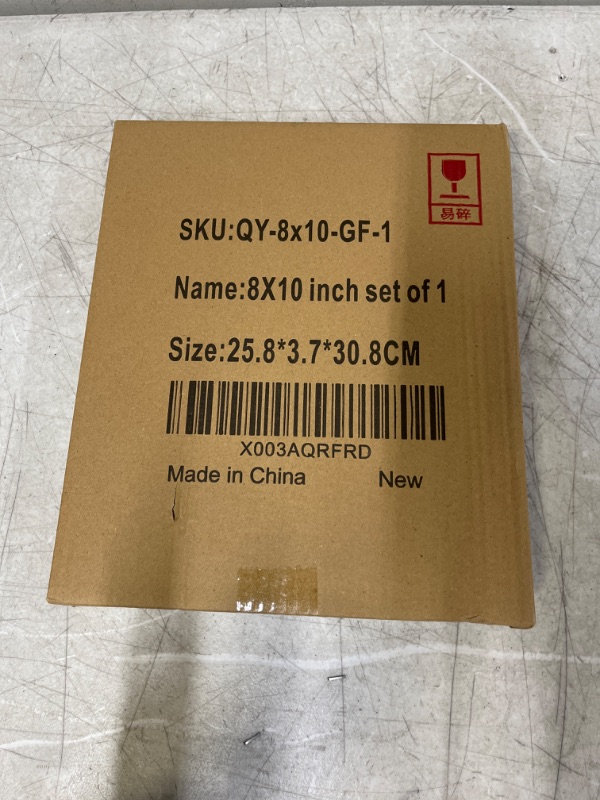 易碎
SKU:QY-8x10-GF-1
Name:8X10 inch set of 1
Size:25.8*3.7*30.8CM
X003AQRFRD
Made in China New